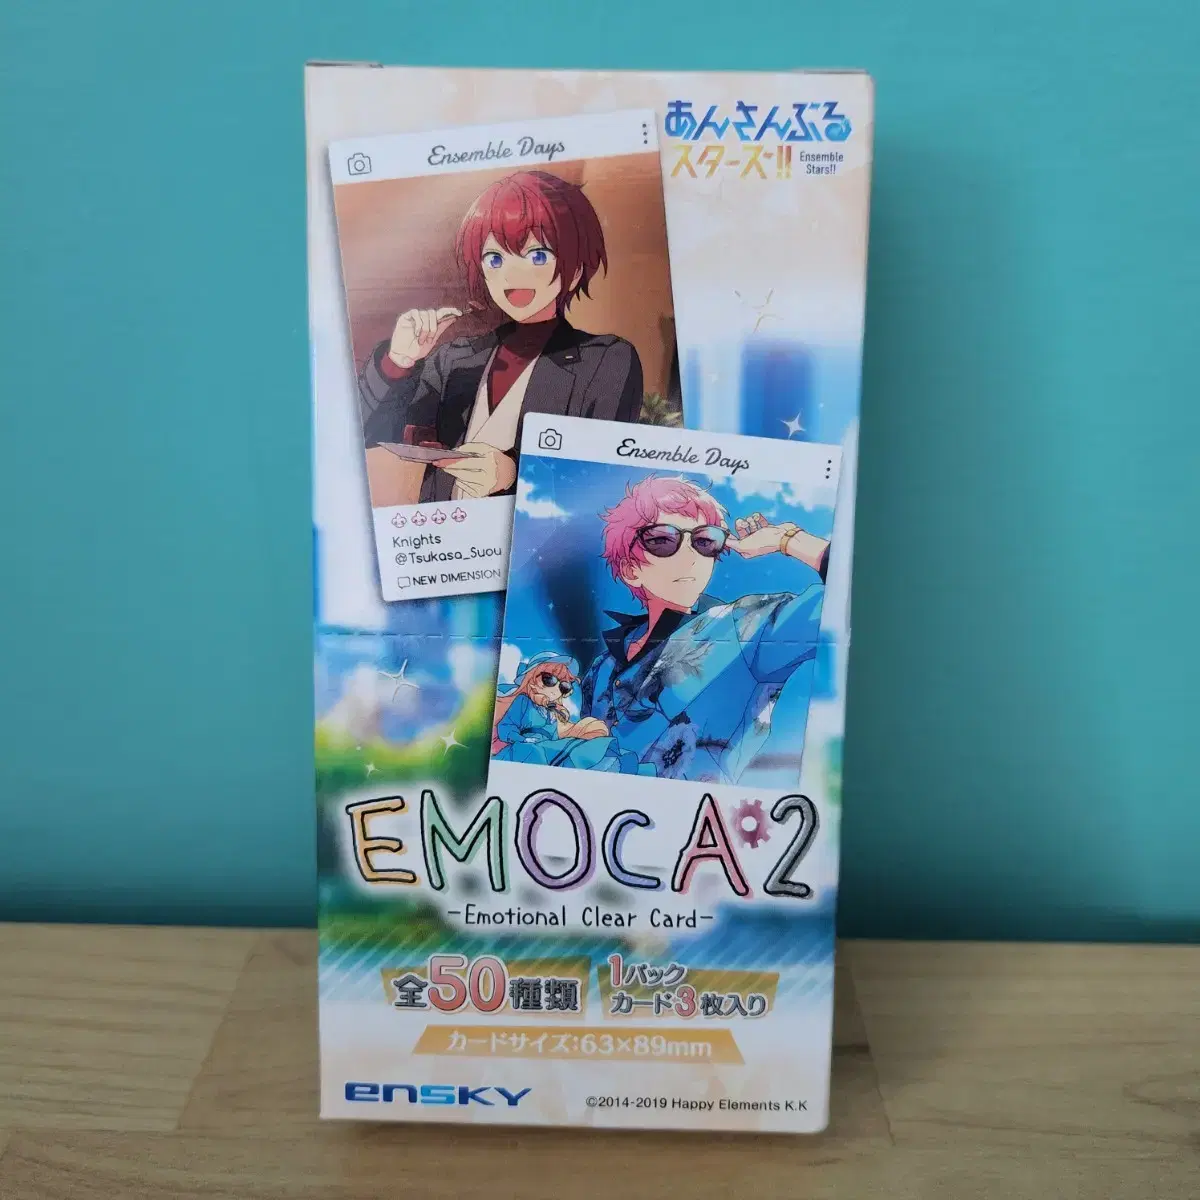 あんさんぶる
スターズ!!
Ensemble
Stars!!
Ensemble Days
Knights
@Tsukasa_Suou
NEW DIMENSION
Ensemble Days
EMOCA2
-Emotional Clear Card-
全50種類
1パック
カード3枚入り
カードサイズ:63×89mm
ensky
©2014-2019 Happy Elements K.K